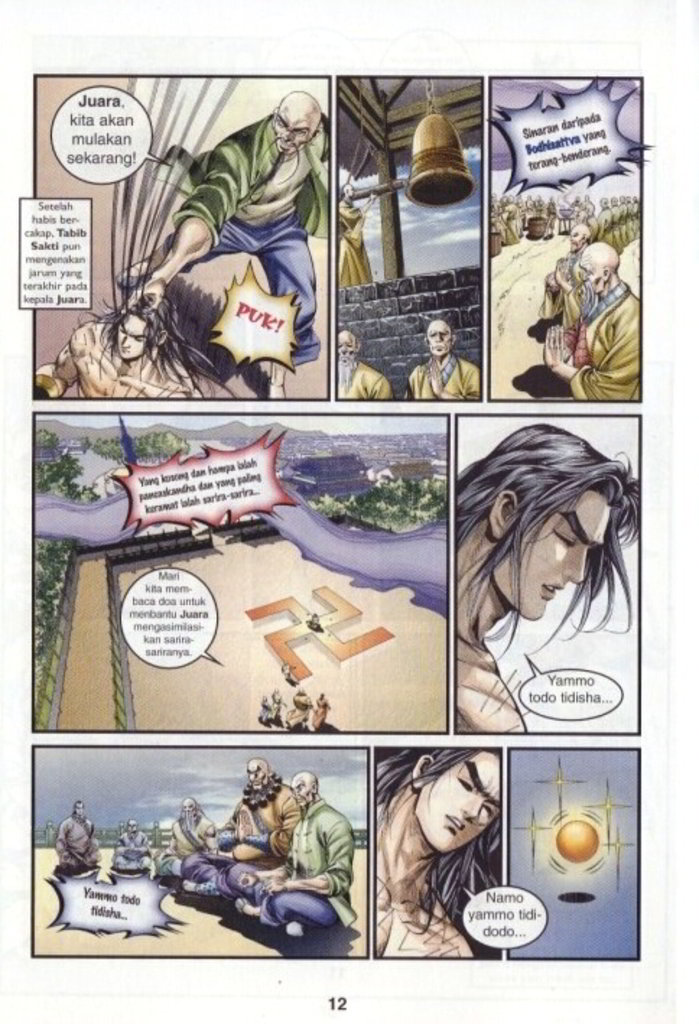 Juara,
kita akan
mulakan
sekarang!
Setelah
habis ber-
cakap, Tabib
Sakti pun
mengenakan
jarum yang
terakhir pada
kepala Juara.
PUK!
Sinaran daripada
Bodhisattva yang
terang-benderang.
Yang kosong dan hampa ialah
pancaskandha dan yang paling
keramat ialah sarira-sarira...
Mari
kita mem-
baca doa untuk
membantu Juara
mengasimilasi-
kan sarira-
sariranya.
Yammo
todo tidisha...
Yammo todo
tidisha...
Namo
yammo tidi-
dodo...
12